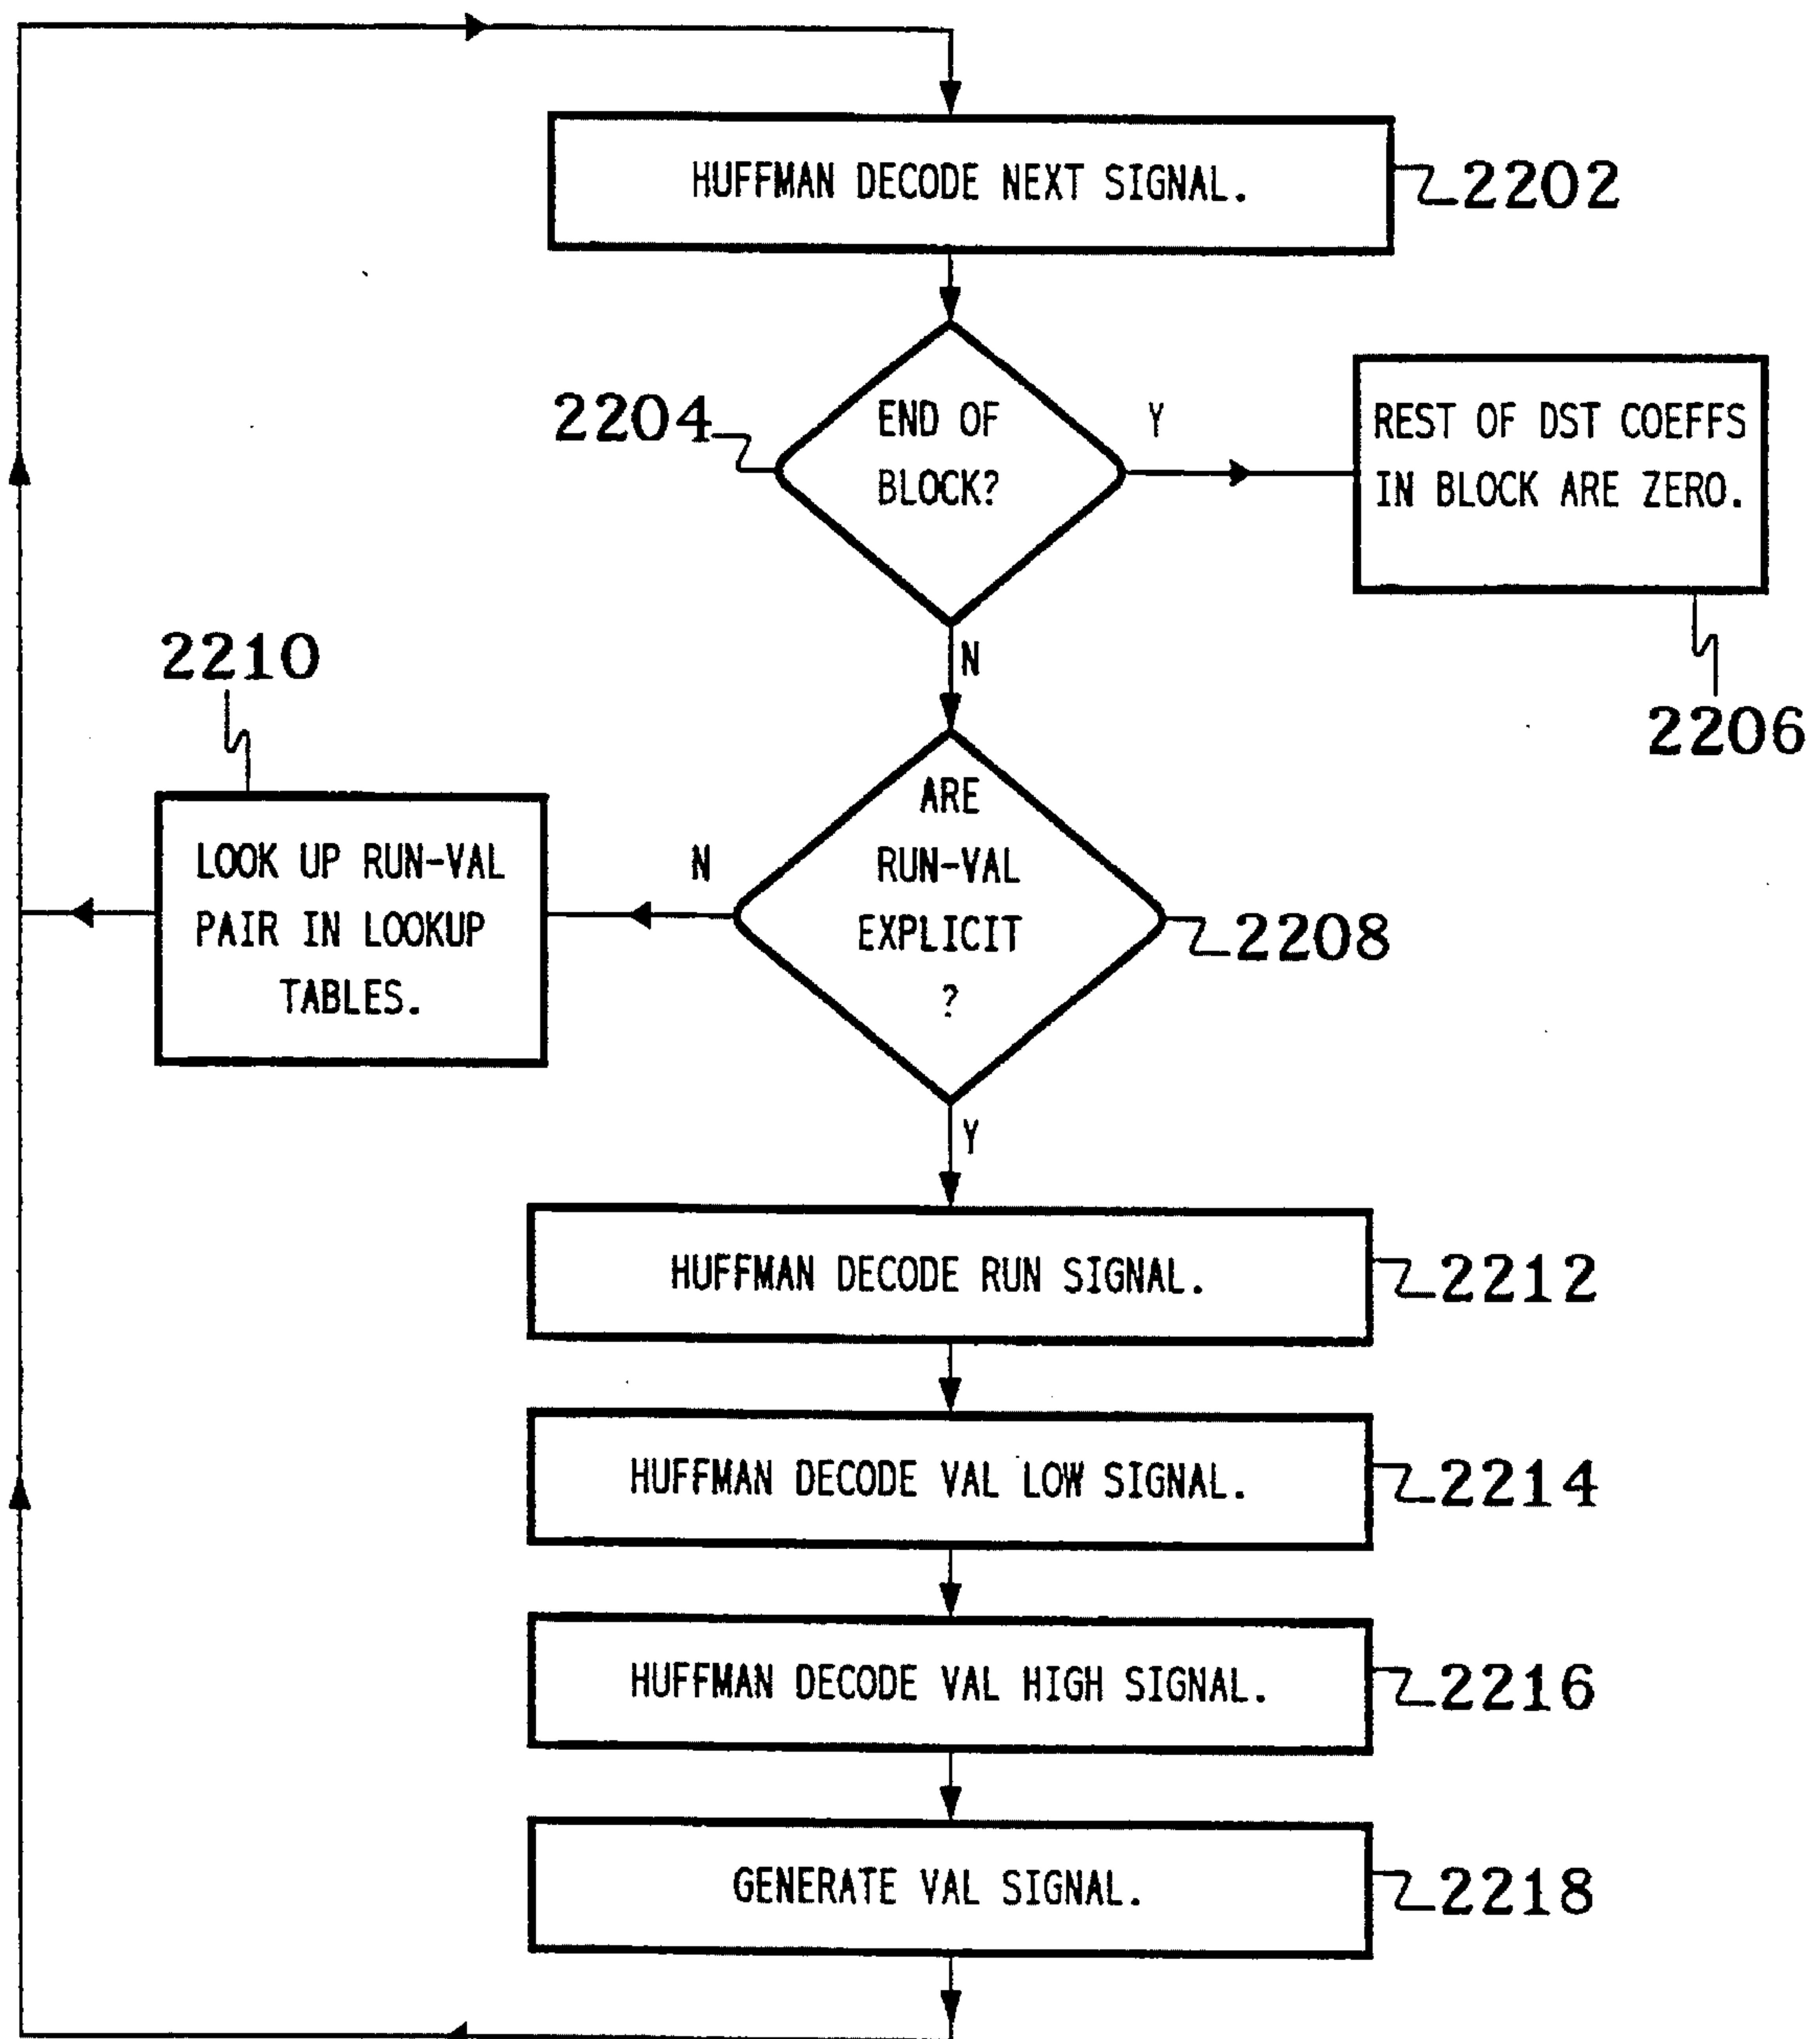 HUFFMAN DECODE NEXT SIGNAL.
2202
2204
END OF
BLOCK?
Y
REST OF DST COEFFS
IN BLOCK ARE ZERO.
2206
N
2210
ARE
RUN-VAL
EXPLICIT
?
2208
N
LOOK UP RUN-VAL
PAIR IN LOOKUP
TABLES.
Y
HUFFMAN DECODE RUN SIGNAL.
2212
HUFFMAN DECODE VAL LOW SIGNAL.
2214
HUFFMAN DECODE VAL HIGH SIGNAL.
2216
GENERATE VAL SIGNAL.
2218